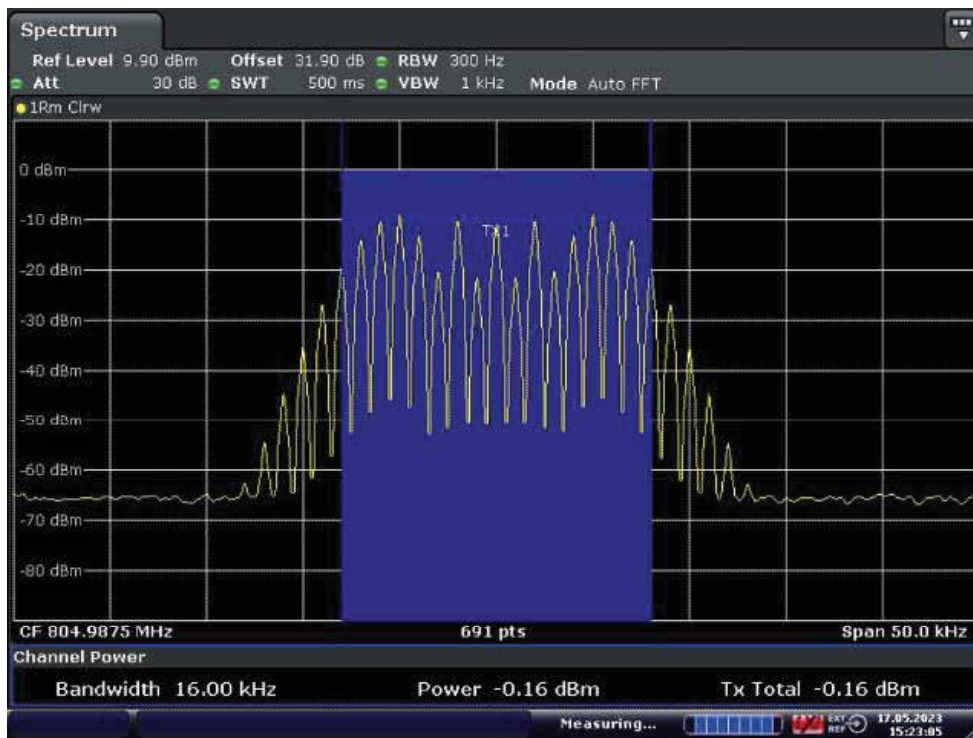 Spectrum
Ref Level 9.90 dBm Offset 31.90 dB RBW 300 Hz
Att 30 dB SWT 500 ms VBW 1 kHz Mode Auto FFT
1Rm Clrw
0 dBm
-10 dBm
TX1
-20 dBm
-30 dBm
-40 dBm
-50 dBm
-60 dBm
-70 dBm
-80 dBm
CF 804.9875 MHz 691 pts Span 50.0 kHz
Channel Power
Bandwidth 16.00 kHz Power -0.16 dBm Tx Total -0.16 dBm
Measuring... EXT REF 17.05.2023
15:23:05